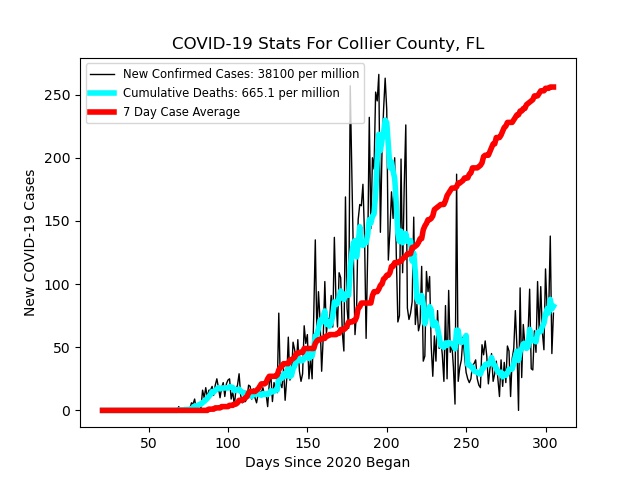 COVID-19 Stats For Collier County, FL
New Confirmed Cases: 38100 per million
Cumulative Deaths: 665.1 per million
7 Day Case Average
New COVID-19 Cases
250
200
150
100
50
0
50
100
150
200
250
300
Days Since 2020 Began